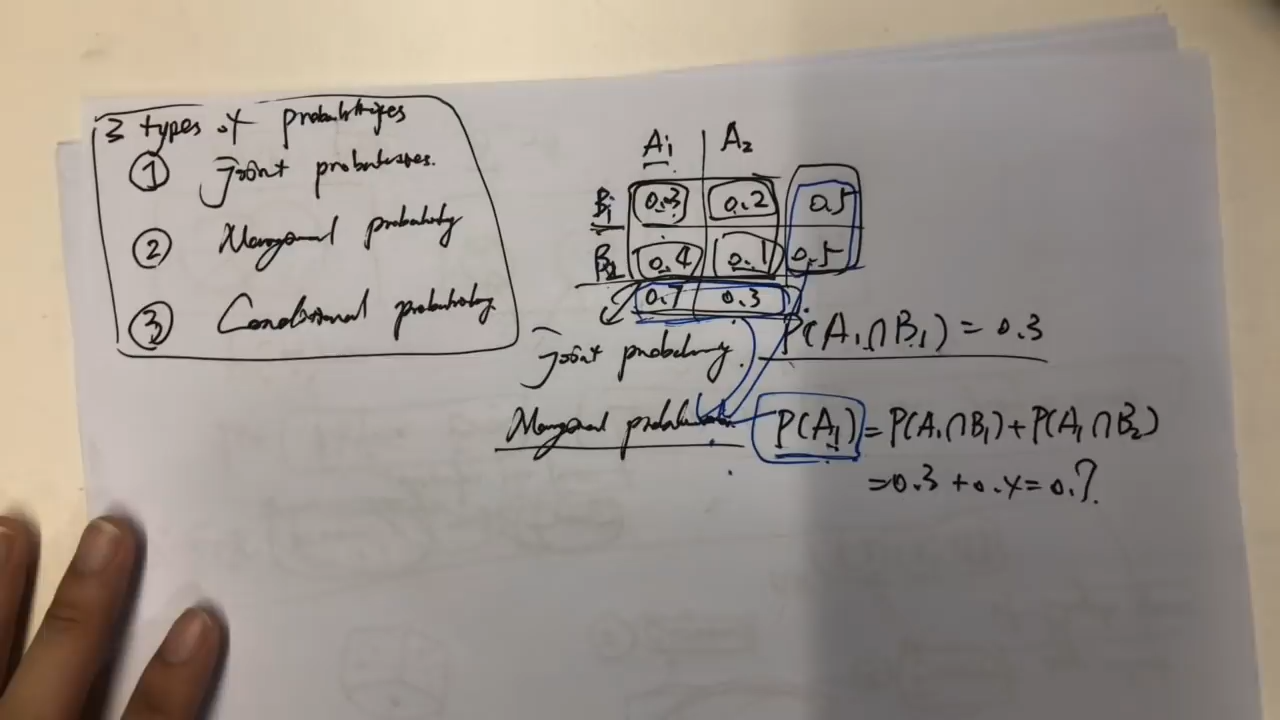 3 types of probabilities
① Joint probabilities.
② Marginal probability
③ Conditional probability
A₁ A₂
B₁ 0.3 0.2 0.5
B₂ 0.4 0.1 0.5
0.7 0.3
Joint probability. P(A₁∩B₁) = 0.3
Marginal P(A₁) = P(A₁∩B₁) + P(A₁∩B₂)
= 0.3 + 0.4 = 0.7.